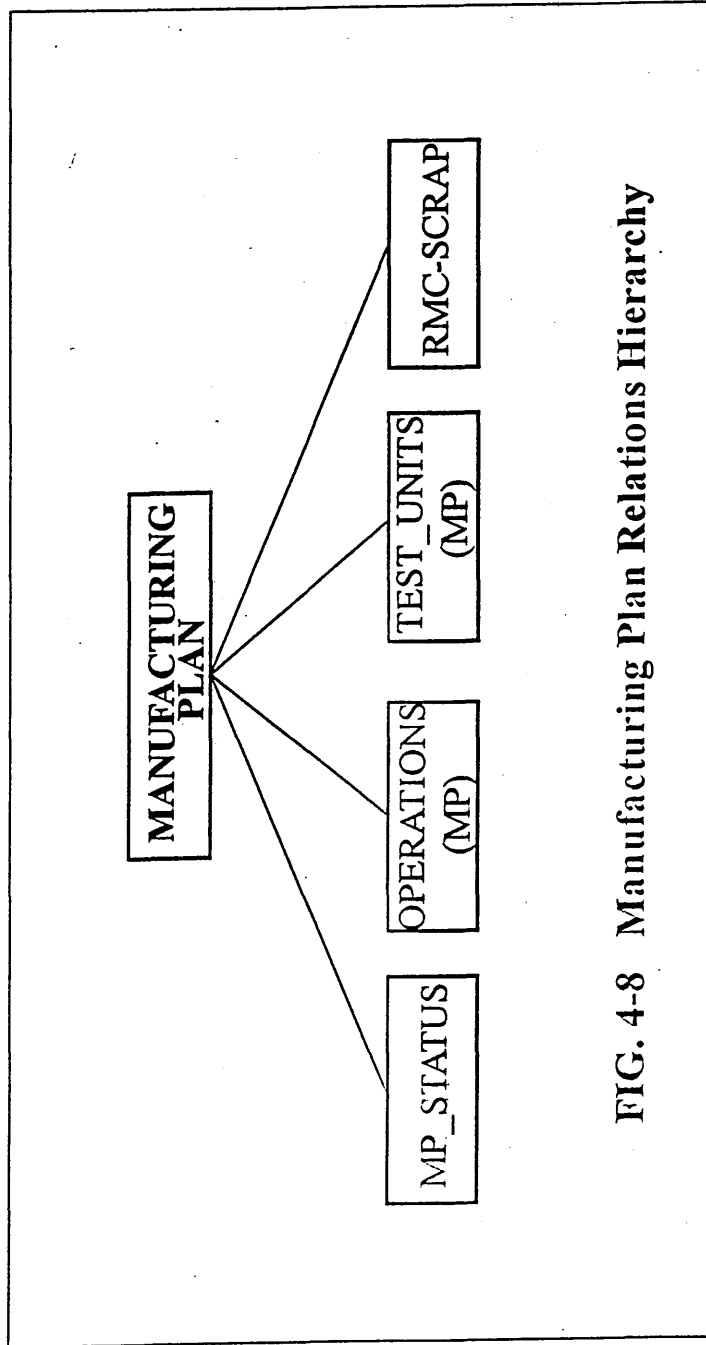 MANUFACTURING
PLAN
MP_STATUS
OPERATIONS
(MP)
TEST_UNITS
(MP)
RMC-SCRAP
FIG. 4-8 Manufacturing Plan Relations Hierarchy